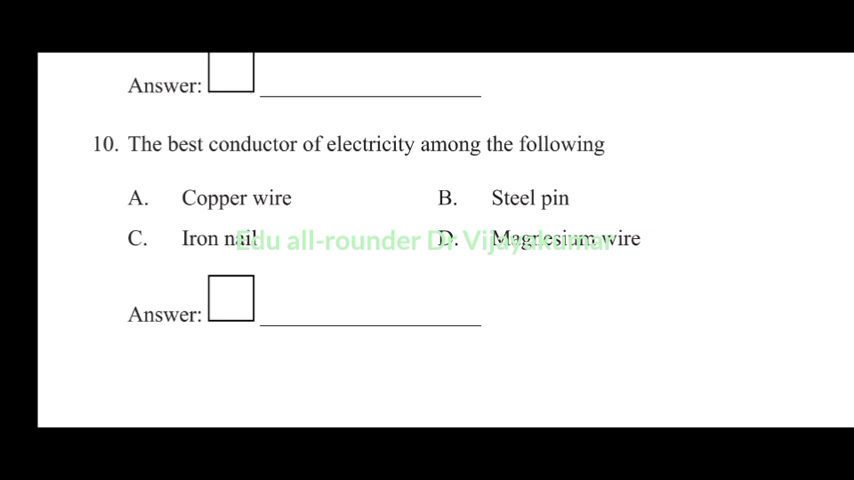 Answer:
10. The best conductor of electricity among the following
A. Copper wire B. Steel pin
C. Iron nail D. Magnesium wire
Edu all-rounder Dr Vijayakumar
Answer: